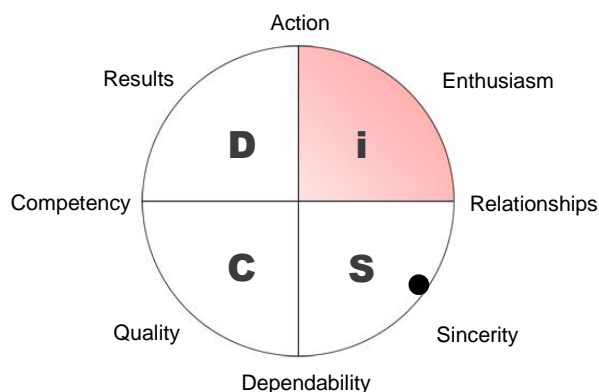 Action
Results
Enthusiasm
D
i
Competency
Relationships
C
S
Quality
Sincerity
Dependability